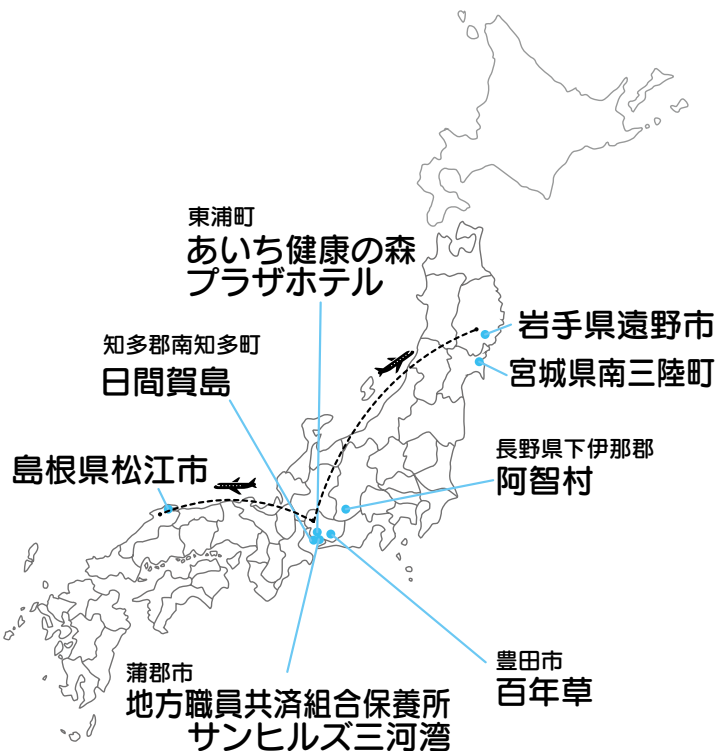 東浦町
あいち健康の森
プラザホテル
岩手県遠野市
知多郡南知多町
日間賀島
宮城県南三陸町
長野県下伊那郡
阿智村
島根県松江市
豊田市
百年草
蒲郡市
地方職員共済組合保養所
サンヒルズ三河湾